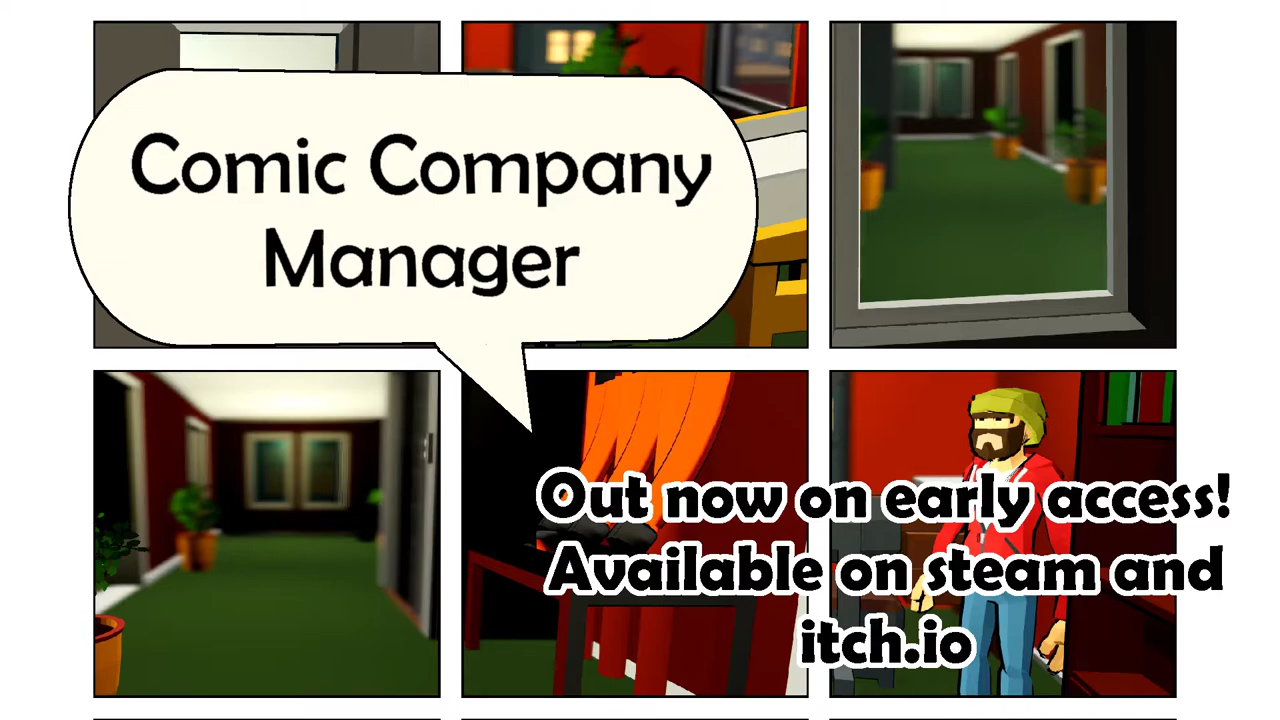 Comic Company
Manager
Out now on early access!
Available on steam and
itch.io